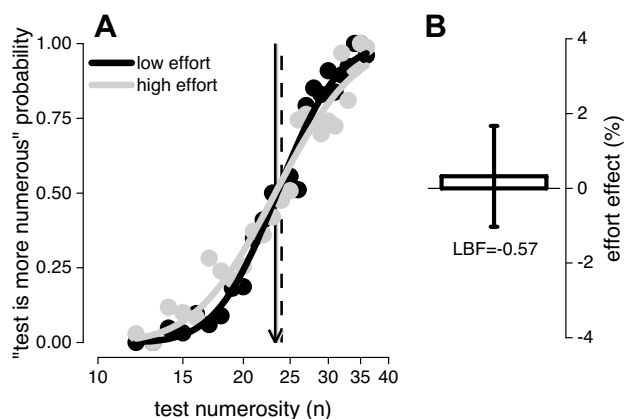 A
B
"test is more numerous" probability
1.00
0.75
0.50
0.25
0.00
low effort
high effort
10
15
20
25
30
35
40
test numerosity (n)
LBF=-0.57
4
2
0
-2
-4
effort effect (%)